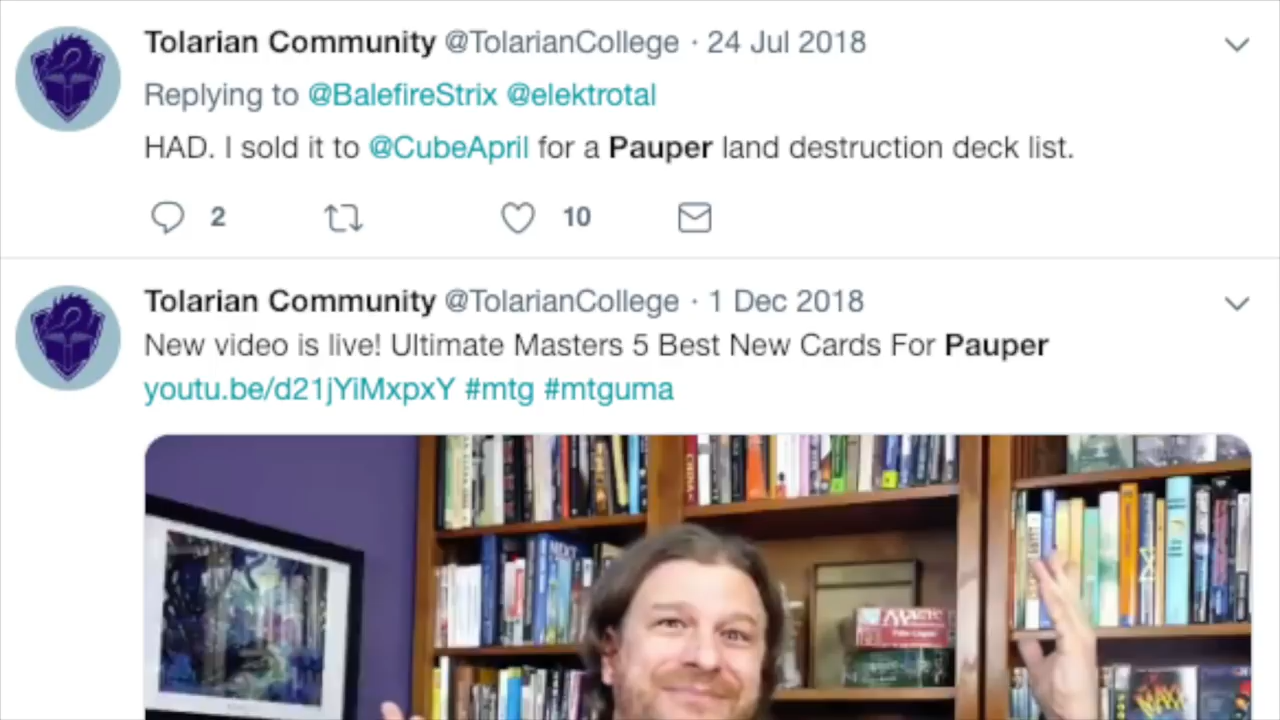 Tolarian Community @TolarianCollege · 24 Jul 2018
Replying to @BalefireStrix @elektrotal
HAD. I sold it to @CubeApril for a Pauper land destruction deck list.
2 10
Tolarian Community @TolarianCollege · 1 Dec 2018
New video is live! Ultimate Masters 5 Best New Cards For Pauper
youtu.be/d21jYiMxpxY #mtg #mtguma
CHINA
NEXT